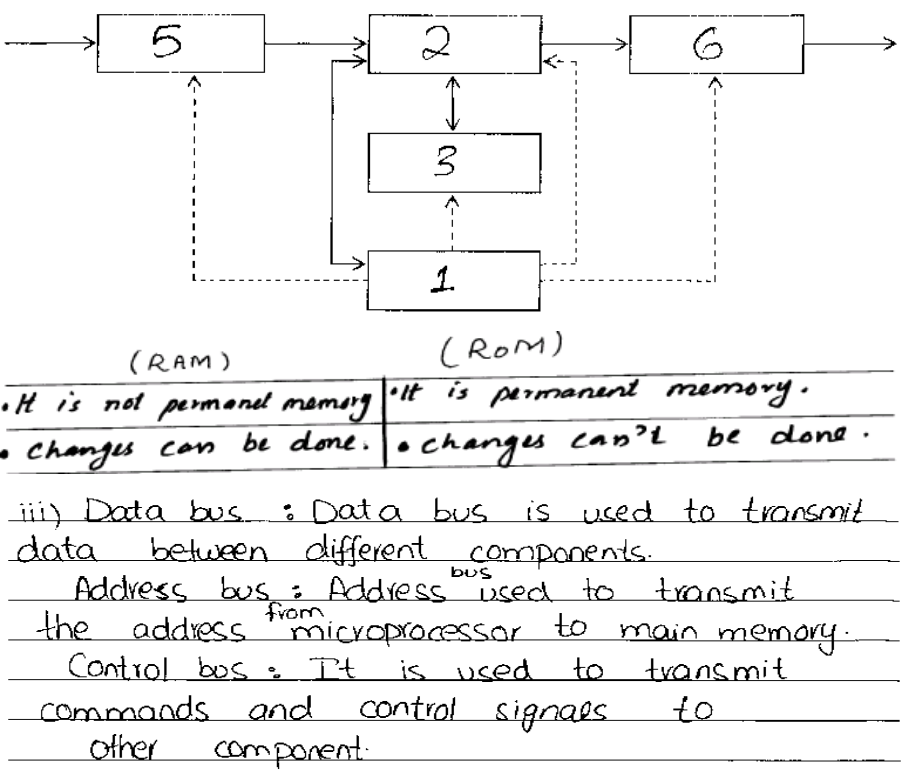 5 2 6
3
1
(RAM) (ROM)
• It is not permanel memory • It is permanent memory.
• changes can be done. • changes can't be done.
iii) Data bus : Data bus is used to transmit
data between different components.
Address bus : Address bus used to transmit
the address from microprocessor to main memory.
Control bus : It is used to transmit
commands and control signals to
other component.